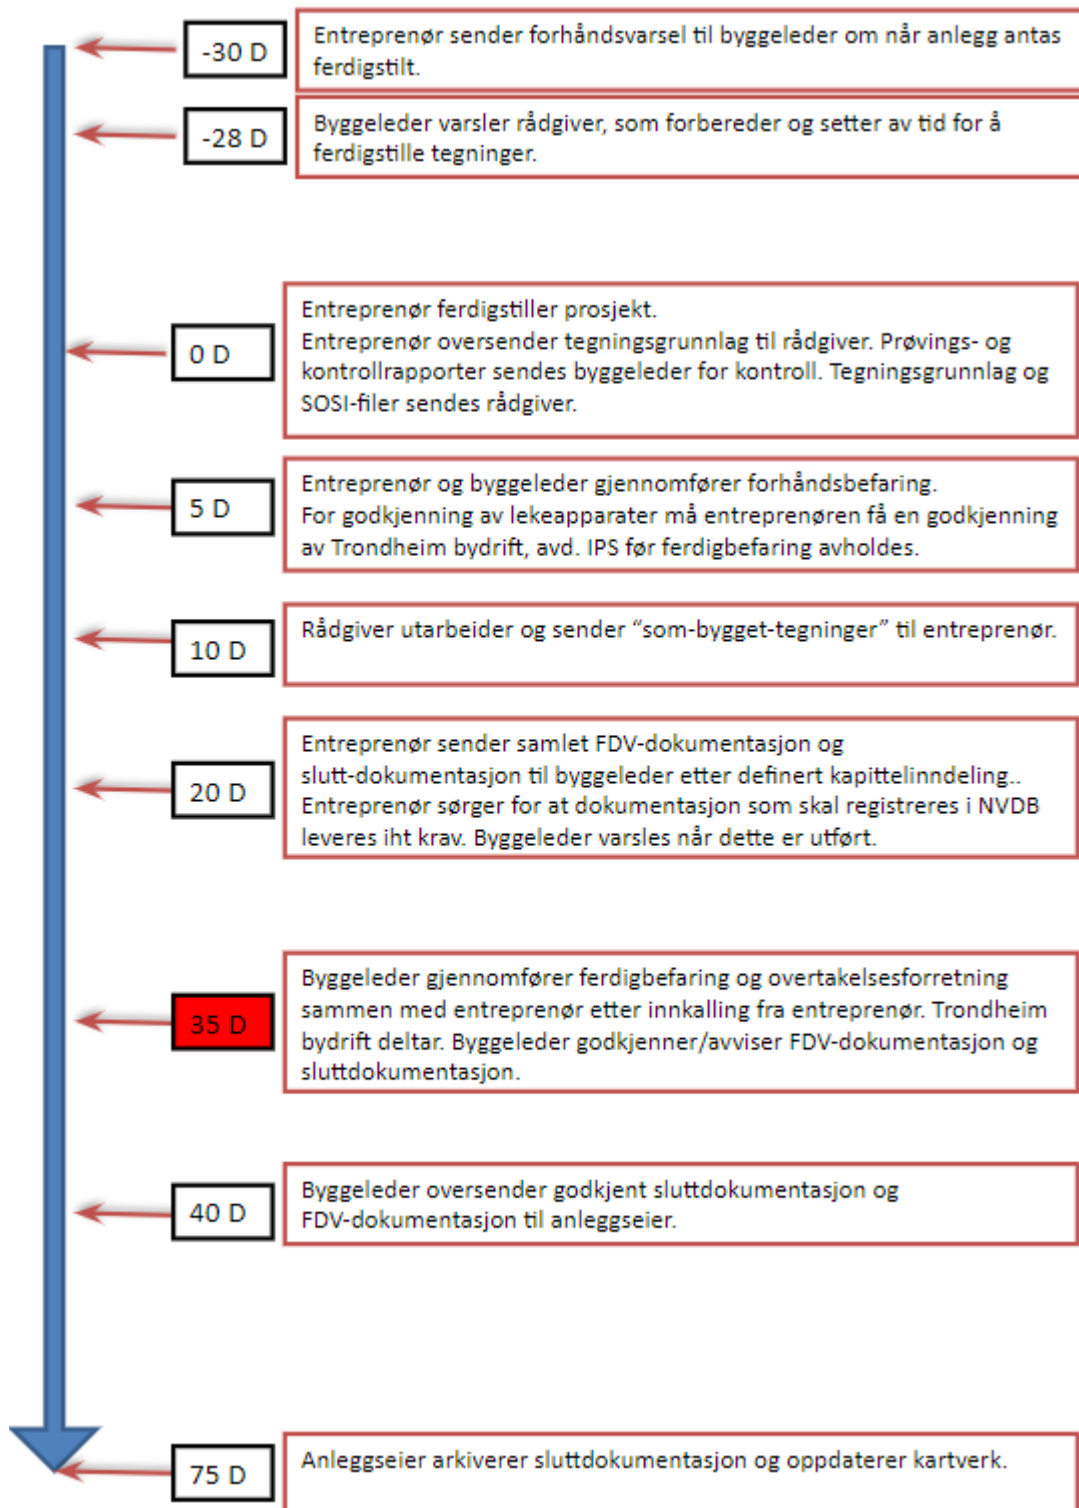 -30 D
Entreprenør sender forhåndsvarsel til byggeleder om når anlegg antas
ferdigstilt.
-28 D
Byggeleder varsler rådgiver, som forbereder og setter av tid for å
ferdigstille tegninger.
0 D
Entreprenør ferdigstiller prosjekt.
Entreprenør oversender tegningsgrunnlag til rådgiver. Prøvings- og
kontrollrapporter sendes byggeleder for kontroll. Tegningsgrunnlag og
SOSI-filer sendes rådgiver.
5 D
Entreprenør og byggeleder gjennomfører forhåndsbefaring.
For godkjenning av lekeapparater må entreprenøren få en godkjenning
av Trondheim bydrift, avd. IPS før ferdigbefaring avholdes.
10 D
Rådgiver utarbeider og sender “som-bygget-tegninger” til entreprenør.
20 D
Entreprenør sender samlet FDV-dokumentasjon og
slutt-dokumentasjon til byggeleder etter definert kapittelinndeling..
Entreprenør sørger for at dokumentasjon som skal registreres i NVDB
leveres iht krav. Byggeleder varsles når dette er utført.
35 D
Byggeleder gjennomfører ferdigbefaring og overtakelsesforretning
sammen med entreprenør etter innkalling fra entreprenør. Trondheim
bydrift deltar. Byggeleder godkjenner/avviser FDV-dokumentasjon og
sluttdokumentasjon.
40 D
Byggeleder oversender godkjent sluttdokumentasjon og
FDV-dokumentasjon til anleggseier.
75 D
Anleggseier arkiverer sluttdokumentasjon og oppdaterer kartverk.